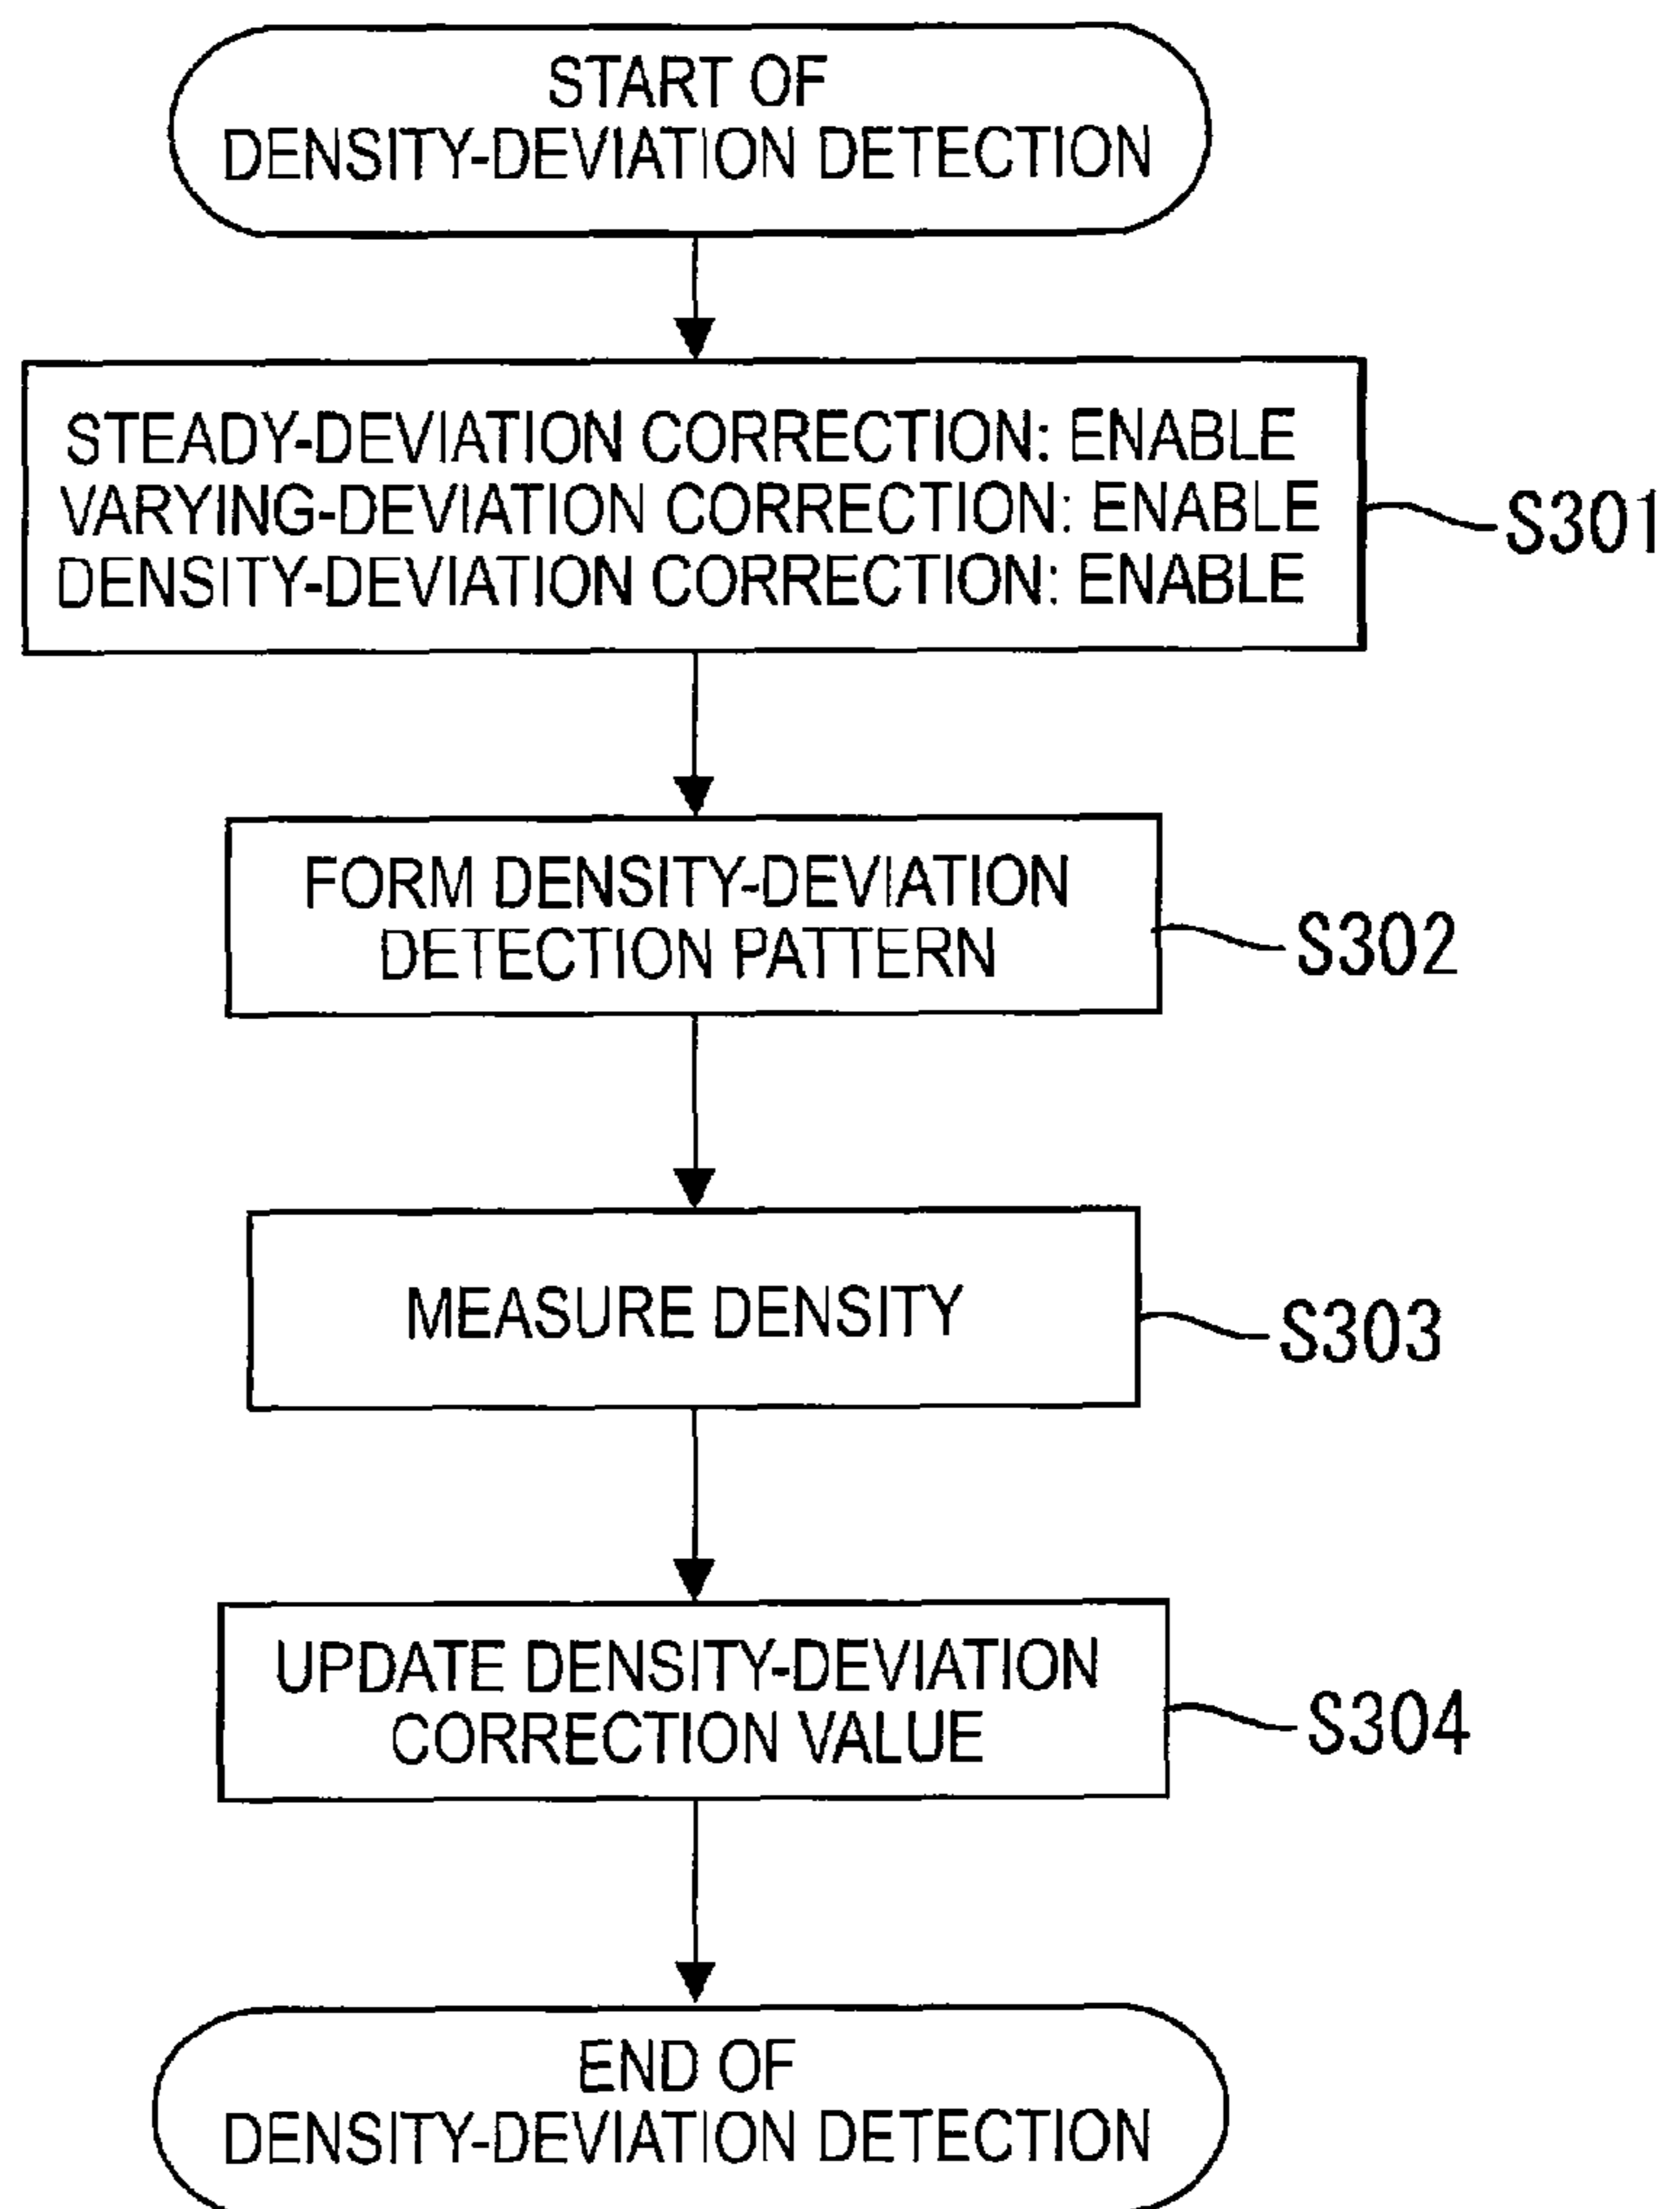 START OF
DENSITY-DEVIATION DETECTION
STEADY-DEVIATION CORRECTION: ENABLE
VARYING-DEVIATION CORRECTION: ENABLE
DENSITY-DEVIATION CORRECTION: ENABLE
S301
FORM DENSITY-DEVIATION
DETECTION PATTERN
S302
MEASURE DENSITY
S303
UPDATE DENSITY-DEVIATION
CORRECTION VALUE
S304
END OF
DENSITY-DEVIATION DETECTION